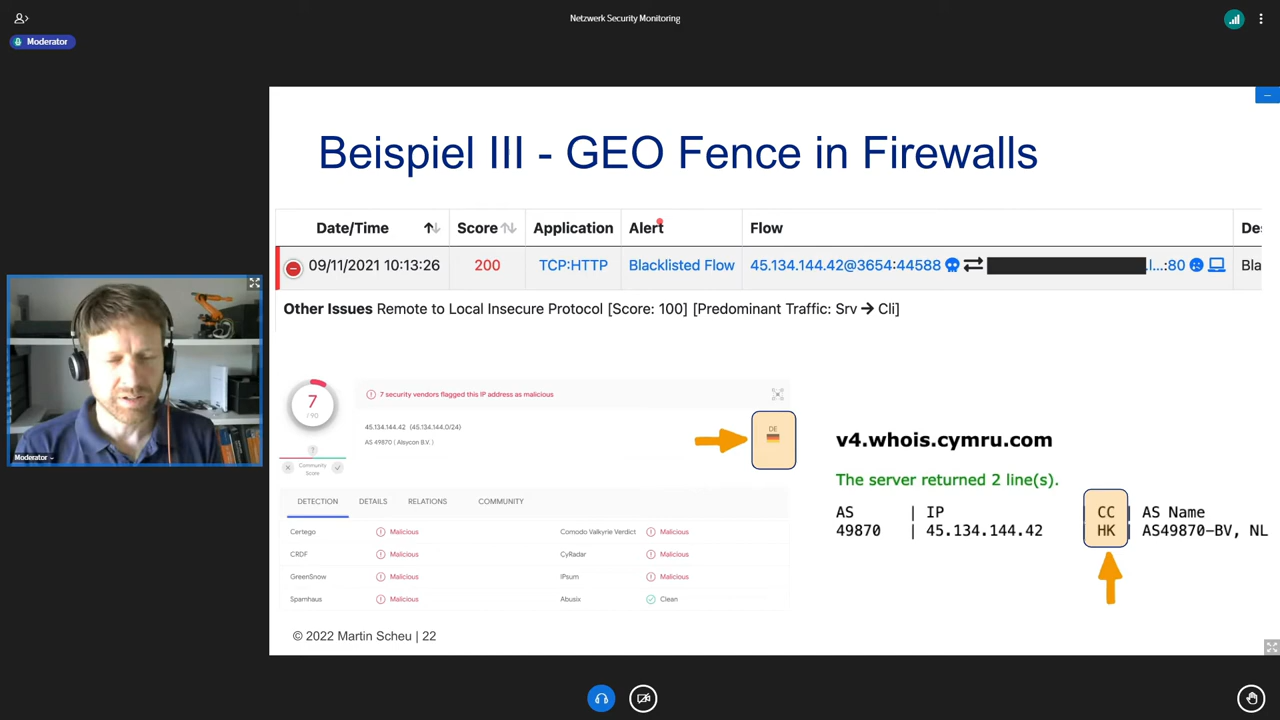 Netzwerk Security Monitoring
Moderator
Beispiel III - GEO Fence in Firewalls
Date/Time Score Application Alert Flow De
09/11/2021 10:13:26 200 TCP:HTTP Blacklisted Flow 45.134.144.42@3654:44588 .l...:80 Bla
Other Issues Remote to Local Insecure Protocol [Score: 100] [Predominant Traffic: Srv → Cli]
7
/ 90
7 security vendors flagged this IP address as malicious
45.134.144.42 (45.134.144.0/24)
AS 49870 ( Alsycon B.V. )
DE
?
Community
Score
DETECTION DETAILS RELATIONS COMMUNITY
Certego Malicious Comodo Valkyrie Verdict Malicious
CRDF Malicious CyRadar Malicious
GreenSnow Malicious IPsum Malicious
Spamhaus Malicious Abusix Clean
v4.whois.cymru.com
The server returned 2 line(s).
AS | IP | CC | AS Name
49870 | 45.134.144.42 | HK | AS49870-BV, NL
© 2022 Martin Scheu | 22
Moderator